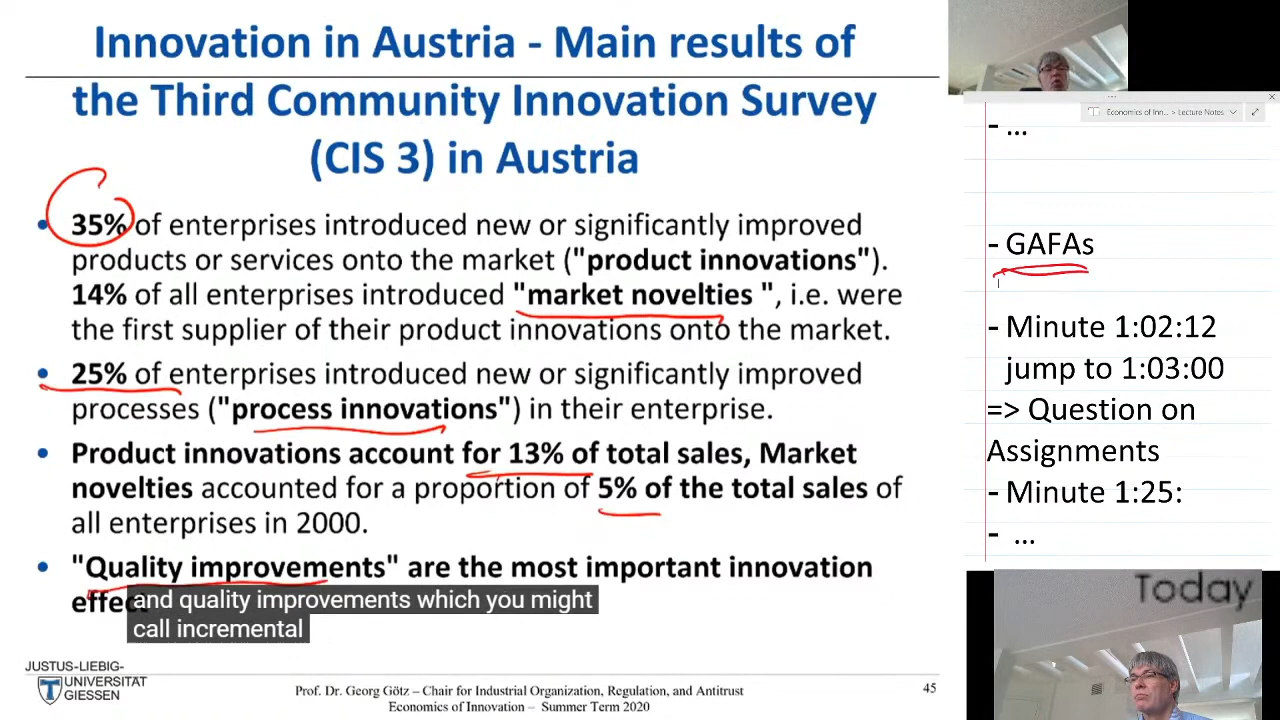 Innovation in Austria - Main results of
the Third Community Innovation Survey
(CIS 3) in Austria
• 35% of enterprises introduced new or significantly improved
products or services onto the market ("product innovations").
14% of all enterprises introduced "market novelties ", i.e. were
the first supplier of their product innovations onto the market.
• 25% of enterprises introduced new or significantly improved
processes ("process innovations") in their enterprise.
• Product innovations account for 13% of total sales, Market
novelties accounted for a proportion of 5% of the total sales of
all enterprises in 2000.
• "Quality improvements" are the most important innovation
and quality improvements which you might
call incremental
JUSTUS-LIEBIG-
UNIVERSITÄT
GIESSEN
Prof. Dr. Georg Götz – Chair for Industrial Organization, Regulation, and Antitrust
Economics of Innovation – Summer Term 2020
45
Economics of Inn... > Lecture Notes
- ...
- GAFAs
- Minute 1:02:12
jump to 1:03:00
=> Question on
Assignments
- Minute 1:25:
- ...
Today